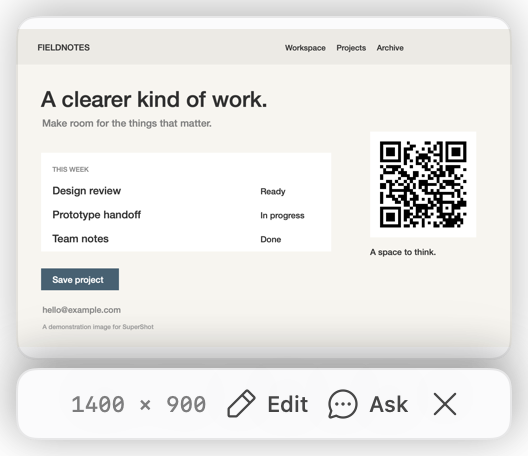 FIELDNOTES
Workspace Projects Archive
A clearer kind of work.
Make room for the things that matter.
THIS WEEK
Design review Ready
Prototype handoff In progress
Team notes Done
A space to think.
Save project
hello@example.com
A demonstration image for SuperShot
1400 × 900 Edit Ask